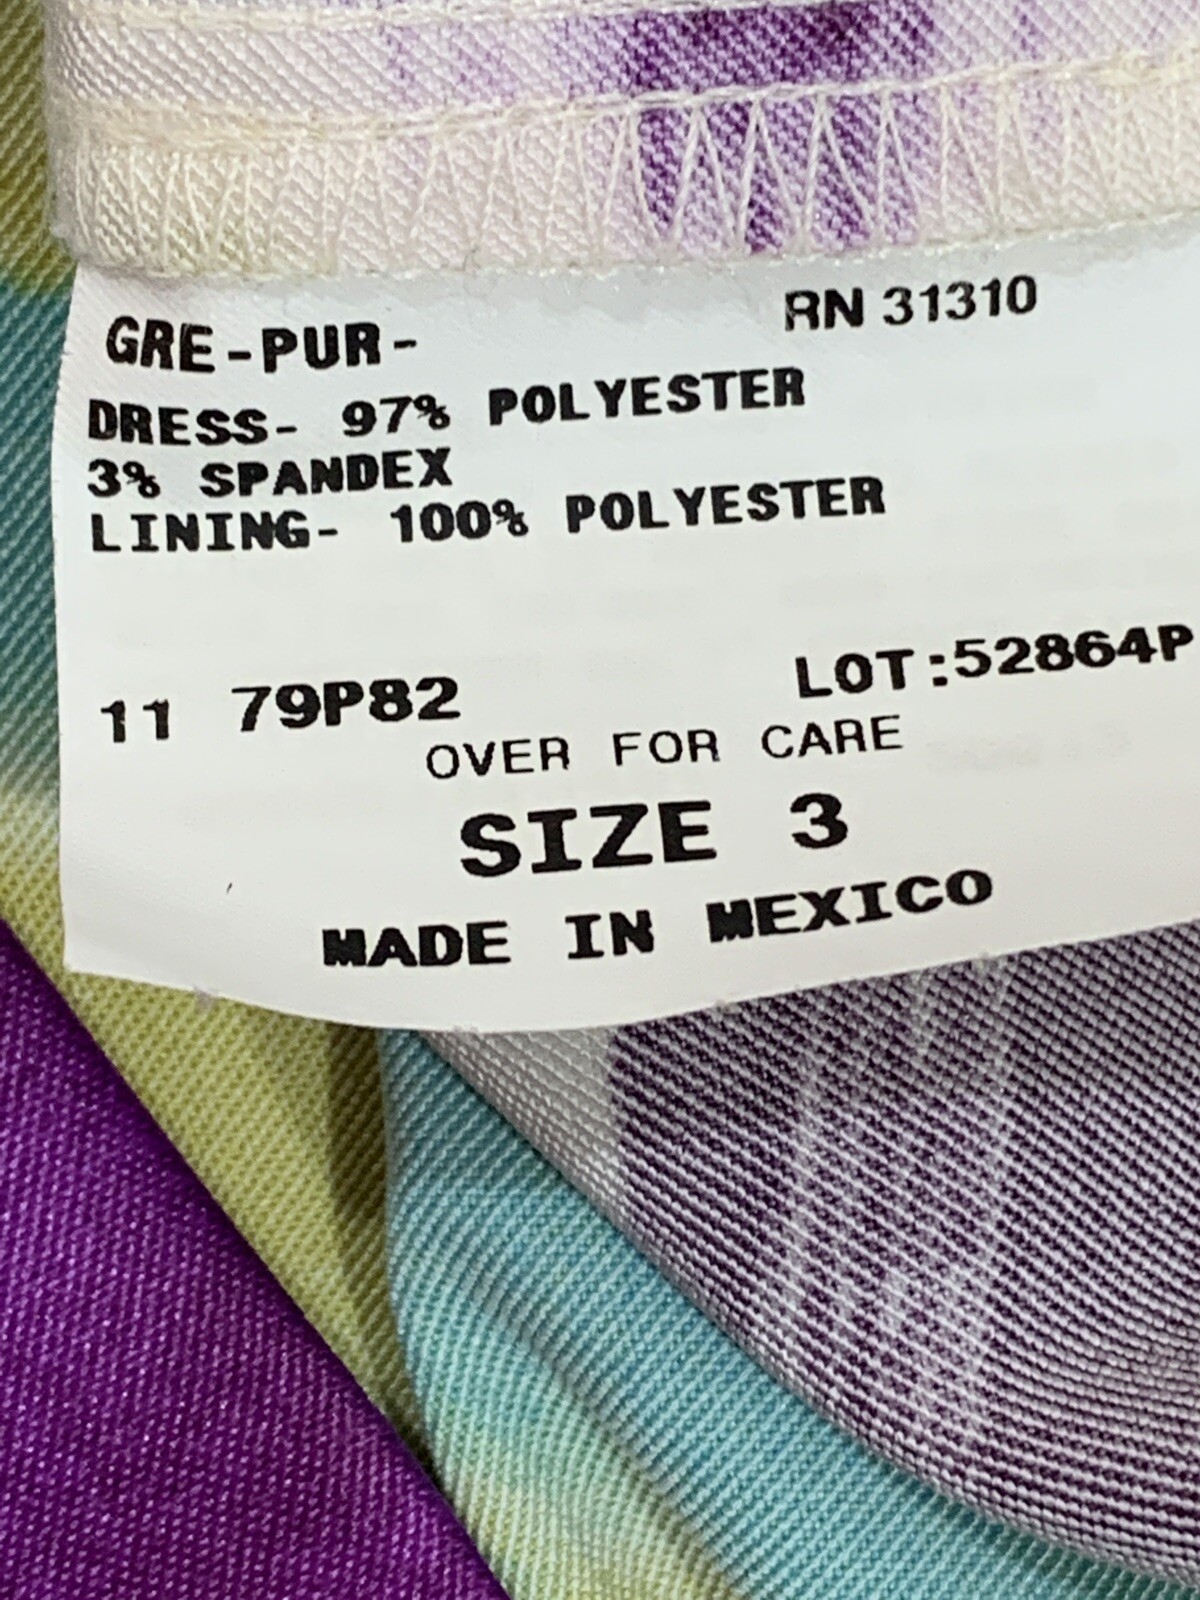 GRE-PUR- RN 31310
DRESS- 97% POLYESTER
3% SPANDEX
LINING- 100% POLYESTER
11 79P82 LOT:52864P
OVER FOR CARE
SIZE 3
MADE IN MEXICO